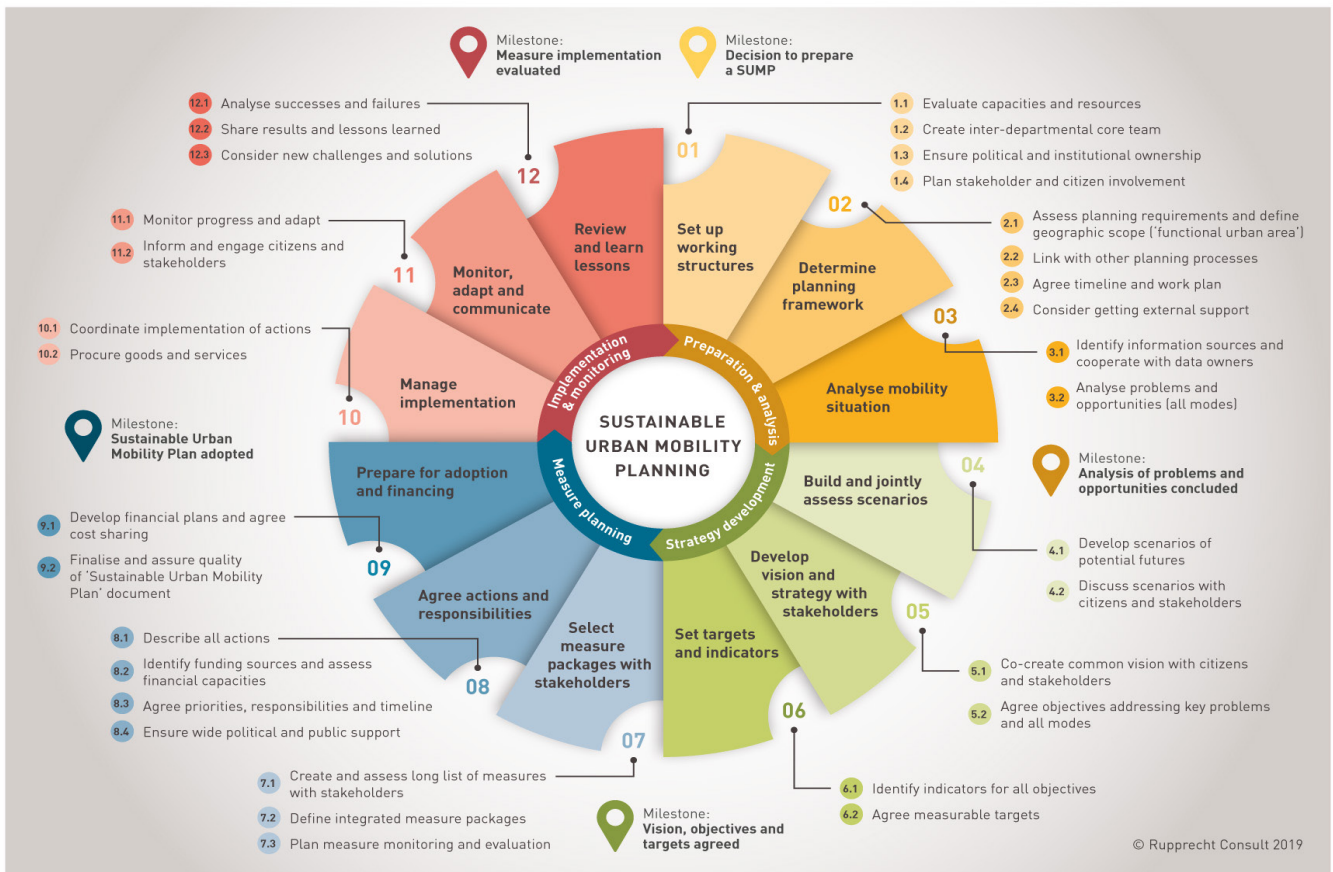 Milestone:
Measure implementation
evaluated
Milestone:
Decision to prepare
a SUMP
12.1 Analyse successes and failures
12.2 Share results and lessons learned
12.3 Consider new challenges and solutions
1.1 Evaluate capacities and resources
1.2 Create inter-departmental core team
1.3 Ensure political and institutional ownership
1.4 Plan stakeholder and citizen involvement
01
Set up
working
structures
02
Determine
planning
framework
2.1 Assess planning requirements and define
geographic scope ('functional urban area')
2.2 Link with other planning processes
2.3 Agree timeline and work plan
2.4 Consider getting external support
03
Analyse mobility
situation
3.1 Identify information sources and
cooperate with data owners
3.2 Analyse problems and
opportunities (all modes)
Milestone:
Analysis of problems and
opportunities concluded
04
Build and jointly
assess scenarios
4.1 Develop scenarios of
potential futures
4.2 Discuss scenarios with
citizens and stakeholders
05
Develop
vision and
strategy with
stakeholders
5.1 Co-create common vision with citizens
and stakeholders
5.2 Agree objectives addressing key problems
and all modes
06
Set targets
and indicators
6.1 Identify indicators for all objectives
6.2 Agree measurable targets
Milestone:
Vision, objectives and
targets agreed
07
Select
measure
packages with
stakeholders
7.1 Create and assess long list of measures
with stakeholders
7.2 Define integrated measure packages
7.3 Plan measure monitoring and evaluation
08
Agree actions and
responsibilities
8.1 Describe all actions
8.2 Identify funding sources and assess
financial capacities
8.3 Agree priorities, responsibilities and timeline
8.4 Ensure wide political and public support
09
Prepare for adoption
and financing
9.1 Develop financial plans and agree
cost sharing
9.2 Finalise and assure quality
of 'Sustainable Urban Mobility
Plan' document
Milestone:
Sustainable Urban
Mobility Plan adopted
10
Manage
implementation
10.1 Coordinate implementation of actions
10.2 Procure goods and services
11
Monitor,
adapt and
communicate
11.1 Monitor progress and adapt
11.2 Inform and engage citizens and
stakeholders
12
Review
and learn
lessons
Preparation & analysis
Strategy development
Measure planning
Implementation
& monitoring
SUSTAINABLE
URBAN MOBILITY
PLANNING
© Rupprecht Consult 2019